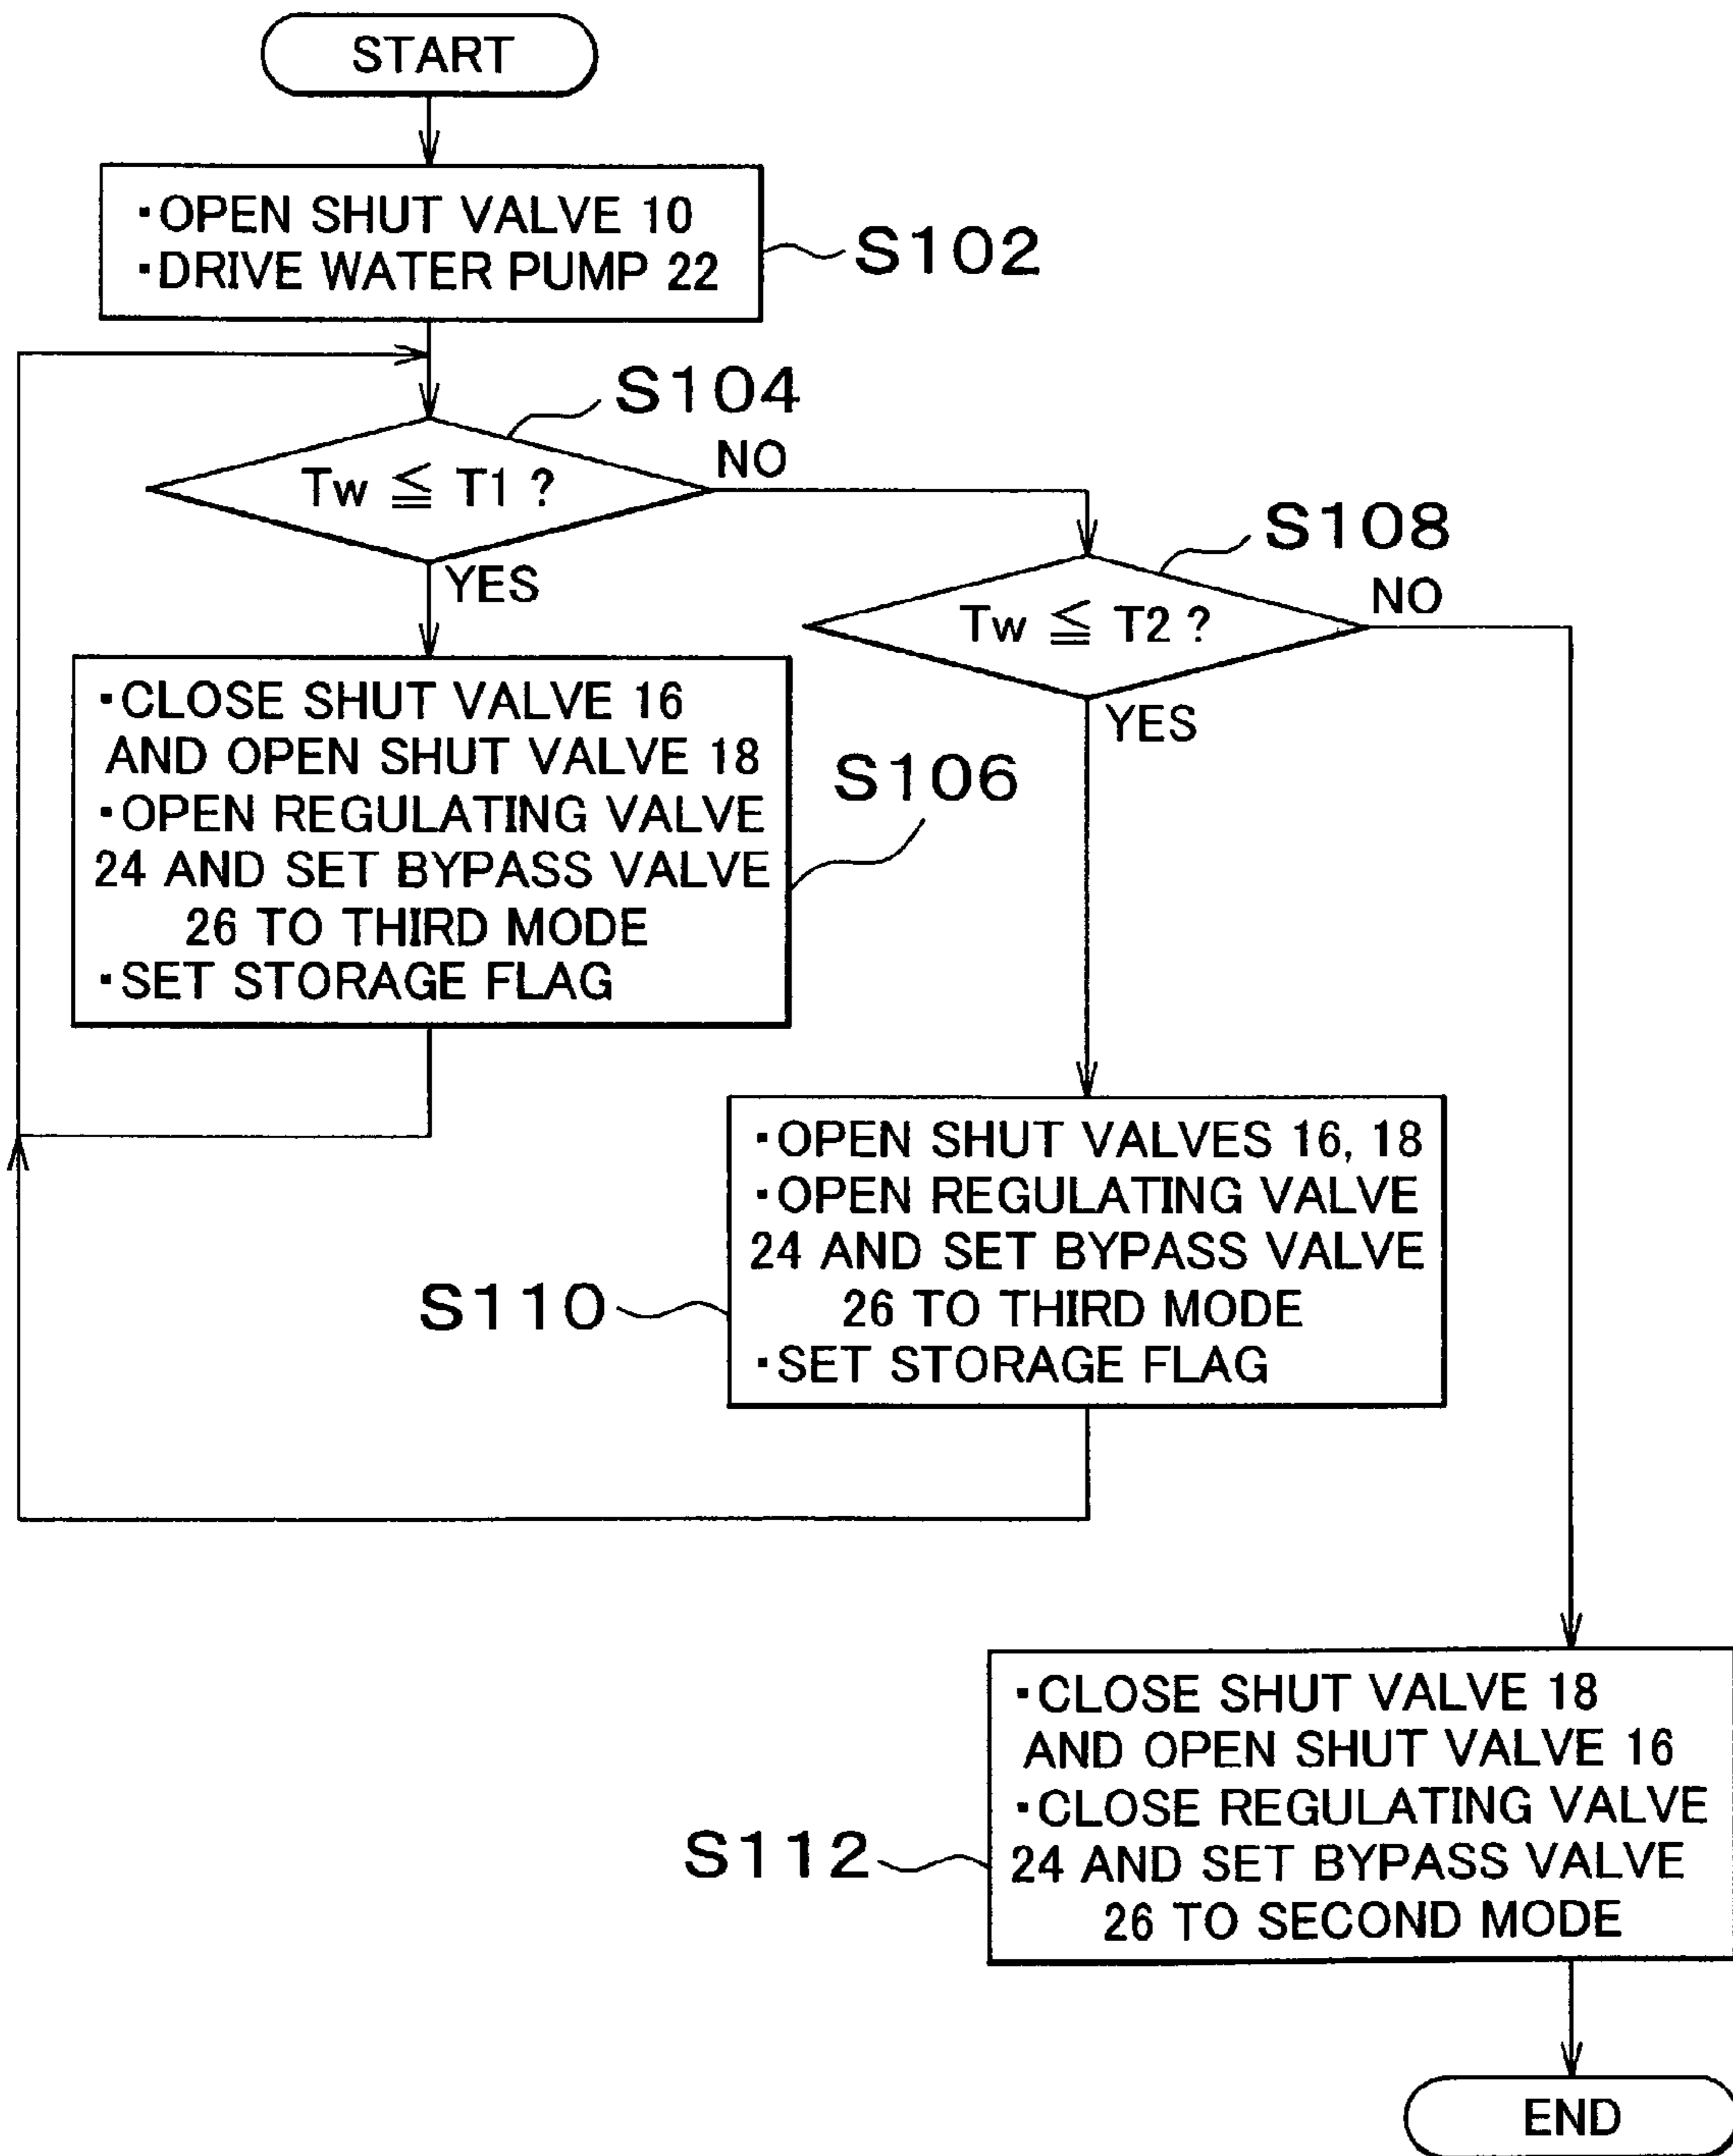 START
・OPEN SHUT VALVE 10
・DRIVE WATER PUMP 22
S102
S104
Tw ≦ T1 ?
NO
YES
S108
Tw ≦ T2 ?
NO
YES
・CLOSE SHUT VALVE 16
AND OPEN SHUT VALVE 18
・OPEN REGULATING VALVE
24 AND SET BYPASS VALVE
26 TO THIRD MODE
・SET STORAGE FLAG
S106
・OPEN SHUT VALVES 16, 18
・OPEN REGULATING VALVE
24 AND SET BYPASS VALVE
26 TO THIRD MODE
・SET STORAGE FLAG
S110
・CLOSE SHUT VALVE 18
AND OPEN SHUT VALVE 16
・CLOSE REGULATING VALVE
24 AND SET BYPASS VALVE
26 TO SECOND MODE
S112
END